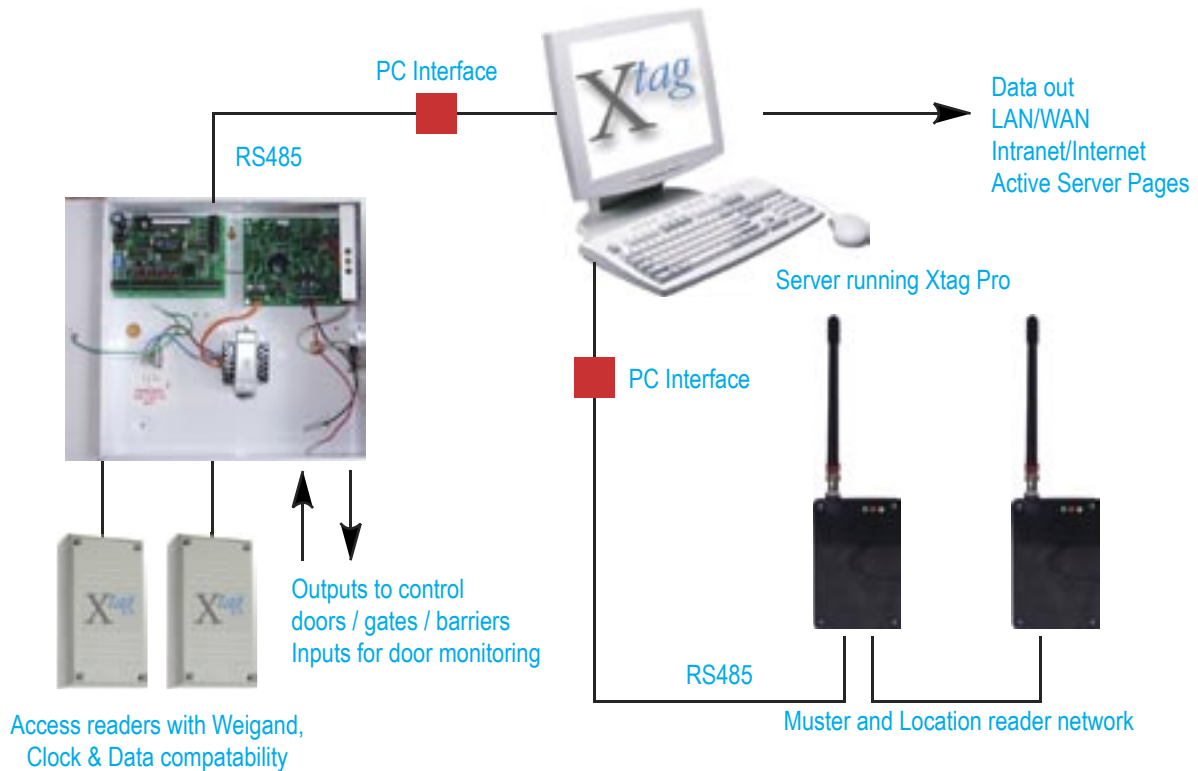 PC Interface
Xtag
Data out
LAN/WAN
Intranet/Internet
Active Server Pages
RS485
Server running Xtag Pro
PC Interface
Xtag
Xtag
Outputs to control
doors / gates / barriers
Inputs for door monitoring
RS485
Access readers with Weigand,
Clock & Data compatability
Muster and Location reader network